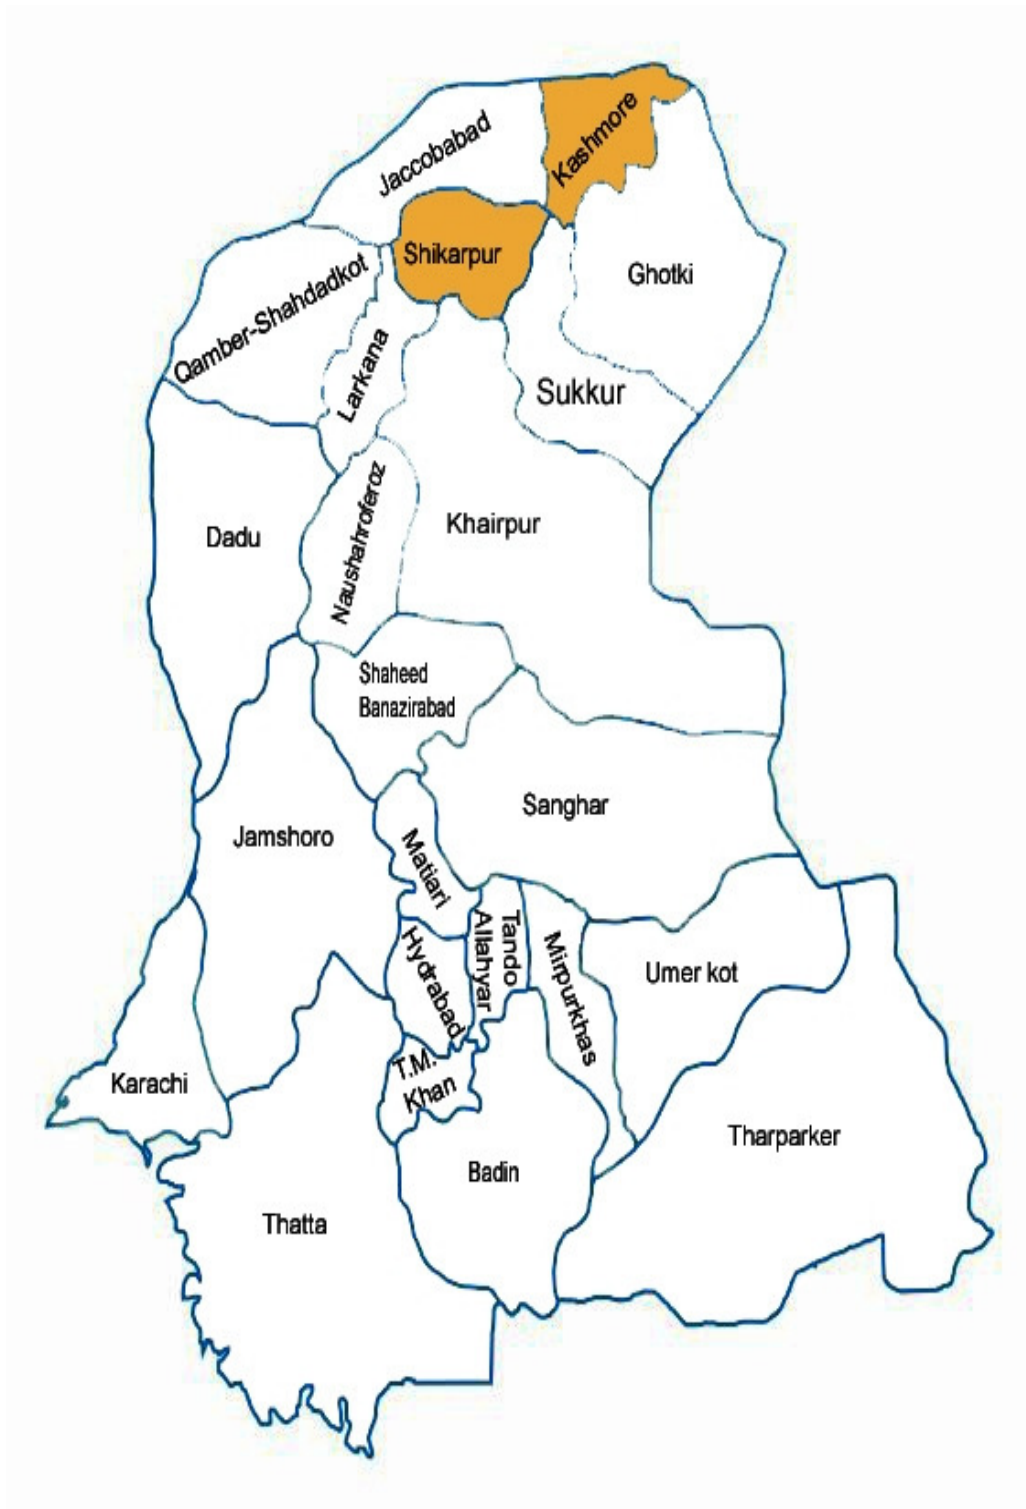 Jaccobabad
Kashmore
Shikarpur
Ghotki
Qamber-Shahdadkot
Larkana
Sukkur
Dadu
Naushahroferoz
Khairpur
Shaheed
Banazirabad
Sanghar
Jamshoro
Matiari
Hydrabad
Tando
Allahyar
Mirpurkhas
Umer kot
T.M.
Khan
Karachi
Tharparker
Badin
Thatta